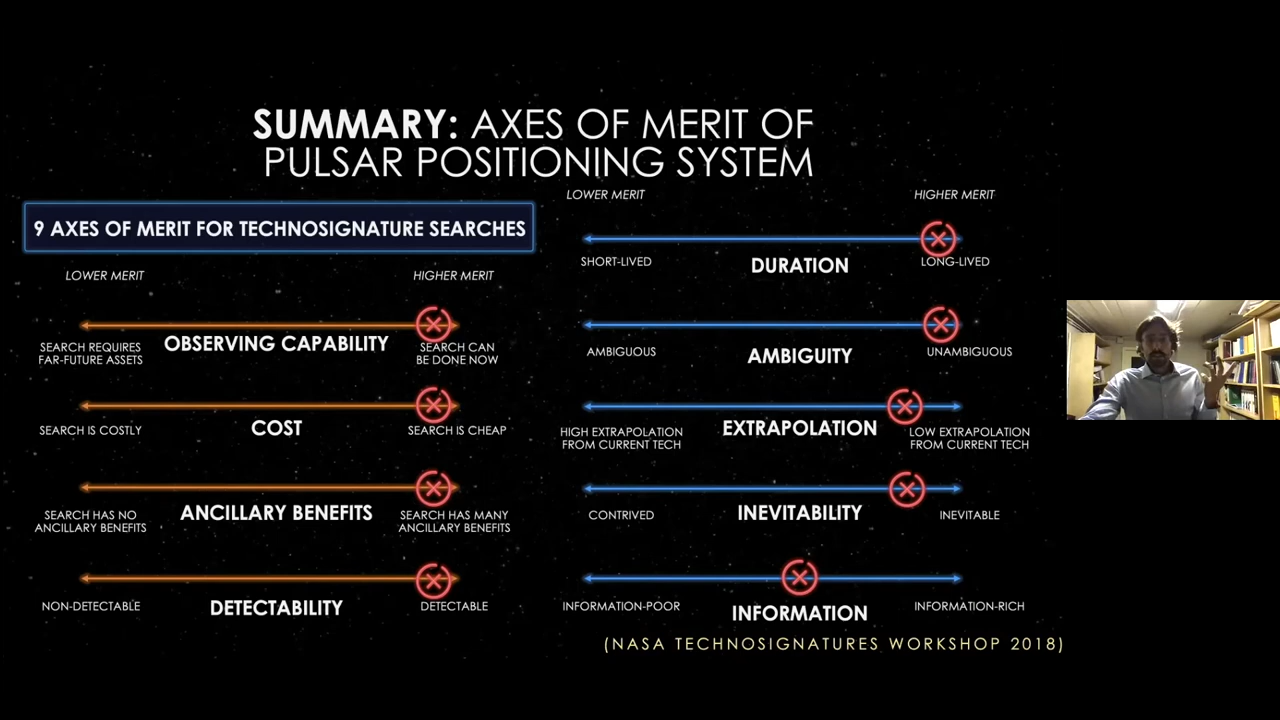 SUMMARY: AXES OF MERIT OF
PULSAR POSITIONING SYSTEM
9 AXES OF MERIT FOR TECHNOSIGNATURE SEARCHES
LOWER MERIT
HIGHER MERIT
SEARCH REQUIRES
FAR-FUTURE ASSETS
OBSERVING CAPABILITY
SEARCH CAN
BE DONE NOW
SEARCH IS COSTLY
COST
SEARCH IS CHEAP
SEARCH HAS NO
ANCILLARY BENEFITS
ANCILLARY BENEFITS
SEARCH HAS MANY
ANCILLARY BENEFITS
NON-DETECTABLE
DETECTABILITY
DETECTABLE
LOWER MERIT
HIGHER MERIT
SHORT-LIVED
DURATION
LONG-LIVED
AMBIGUOUS
AMBIGUITY
UNAMBIGUOUS
HIGH EXTRAPOLATION
FROM CURRENT TECH
EXTRAPOLATION
LOW EXTRAPOLATION
FROM CURRENT TECH
CONTRIVED
INEVITABILITY
INEVITABLE
INFORMATION-POOR
INFORMATION
INFORMATION-RICH
(NASA TECHNOSIGNATURES WORKSHOP 2018)